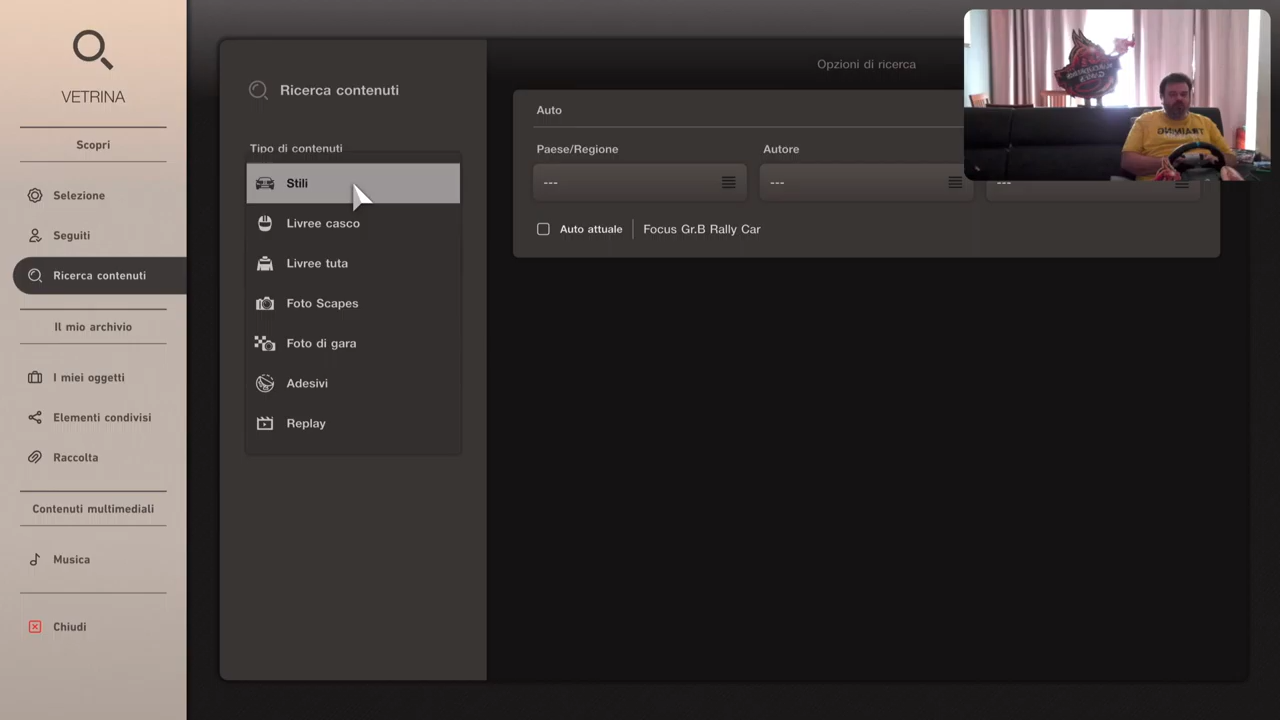 VETRINA
Scopri
Selezione
Seguiti
Ricerca contenuti
Il mio archivio
I miei oggetti
Elementi condivisi
Raccolta
Contenuti multimediali
Musica
Chiudi
Ricerca contenuti
Tipo di contenuti
Stili
Livree casco
Livree tuta
Foto Scapes
Foto di gara
Adesivi
Replay
Opzioni di ricerca
Auto
Paese/Regione
Autore
---
---
---
Auto attuale
Focus Gr.B Rally Car